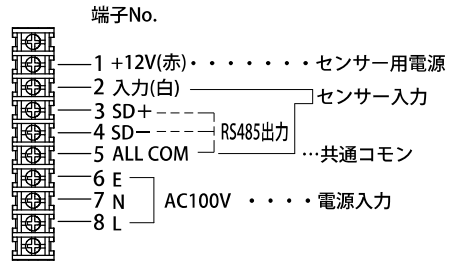 端子No.
1 +12V(赤)・・・・・・・センサー用電源
2 入力(白) センサー入力
3 SD+
4 SD− RS485出力
5 ALL COM …共通コモン
6 E
7 N AC100V ・・・・電源入力
8 L